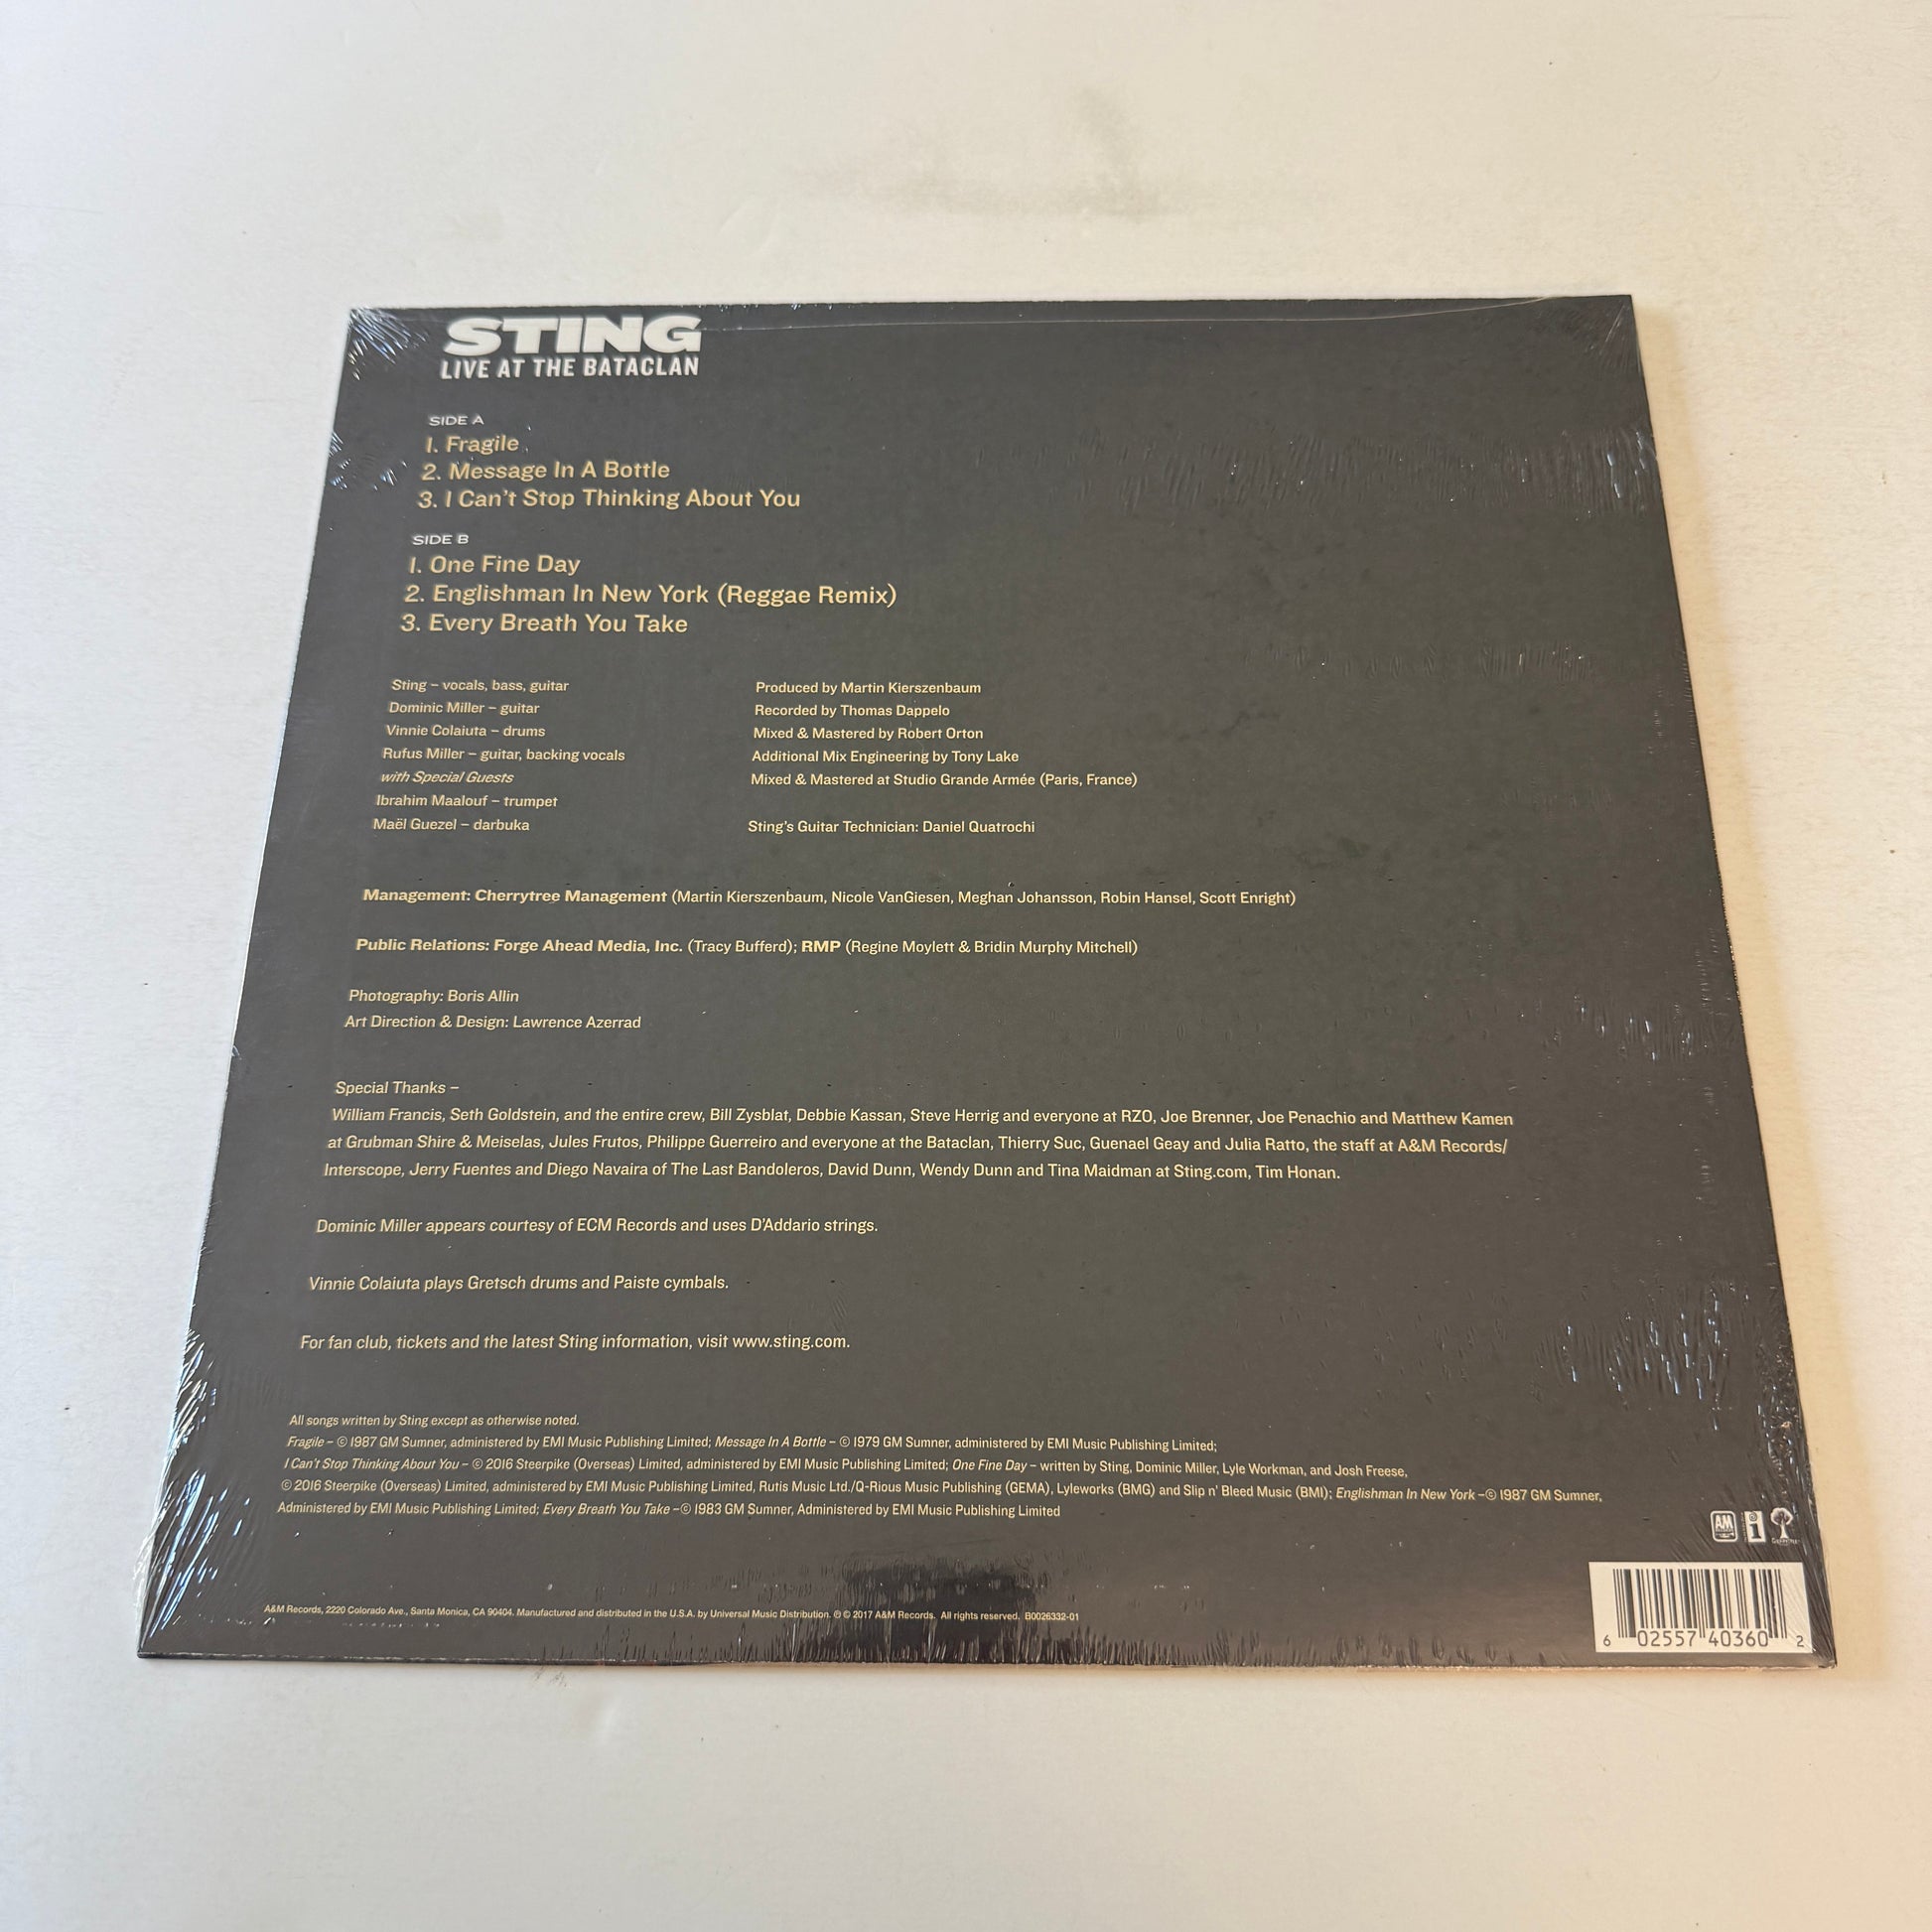 STING
LIVE AT THE BATACLAN
SIDE A
1. Fragile
2. Message In A Bottle
3. I Can't Stop Thinking About You
SIDE B
1. One Fine Day
2. Englishman In New York (Reggae Remix)
3. Every Breath You Take
Sting – vocals, bass, guitar
Dominic Miller – guitar
Vinnie Colaiuta – drums
Rufus Miller – guitar, backing vocals
with Special Guests
Ibrahim Maalouf – trumpet
Maël Guezel – darbuka
Produced by Martin Kierszenbaum
Recorded by Thomas Dappelo
Mixed & Mastered by Robert Orton
Additional Mix Engineering by Tony Lake
Mixed & Mastered at Studio Grande Armée (Paris, France)
Sting's Guitar Technician: Daniel Quatrochi
Management: Cherrytree Management (Martin Kierszenbaum, Nicole VanGiesen, Meghan Johansson, Robin Hansel, Scott Enright)
Public Relations: Forge Ahead Media, Inc. (Tracy Bufferd); RMP (Regine Moylett & Bridin Murphy Mitchell)
Photography: Boris Allin
Art Direction & Design: Lawrence Azerrad
Special Thanks –
William Francis, Seth Goldstein, and the entire crew, Bill Zysblat, Debbie Kassan, Steve Herrig and everyone at RZO, Joe Brenner, Joe Penachio and Matthew Kamen
at Grubman Shire & Meiselas, Jules Frutos, Philippe Guerreiro and everyone at the Bataclan, Thierry Suc, Guenael Geay and Julia Ratto, the staff at A&M Records/
Interscope, Jerry Fuentes and Diego Navaira of The Last Bandoleros, David Dunn, Wendy Dunn and Tina Maidman at Sting.com, Tim Honan.
Dominic Miller appears courtesy of ECM Records and uses D'Addario strings.
Vinnie Colaiuta plays Gretsch drums and Paiste cymbals.
For fan club, tickets and the latest Sting information, visit www.sting.com.
All songs written by Sting except as otherwise noted.
Fragile – © 1987 GM Sumner, administered by EMI Music Publishing Limited; Message In A Bottle – © 1979 GM Sumner, administered by EMI Music Publishing Limited;
I Can't Stop Thinking About You – © 2016 Steerpike (Overseas) Limited, administered by EMI Music Publishing Limited; One Fine Day – written by Sting, Dominic Miller, Lyle Workman, and Josh Freese,
© 2016 Steerpike (Overseas) Limited, administered by EMI Music Publishing Limited, Rutis Music Ltd./Q-Rious Music Publishing (GEMA), Lyleworks (BMG) and Slip n' Bleed Music (BMI); Englishman In New York –© 1987 GM Sumner,
Administered by EMI Music Publishing Limited; Every Breath You Take –© 1983 GM Sumner, Administered by EMI Music Publishing Limited
AM
i
A&M Records, 2220 Colorado Ave., Santa Monica, CA 90404. Manufactured and distributed in the U.S.A. by Universal Music Distribution. ℗ © 2017 A&M Records. All rights reserved. B0026332-01
6 02557 40360 2